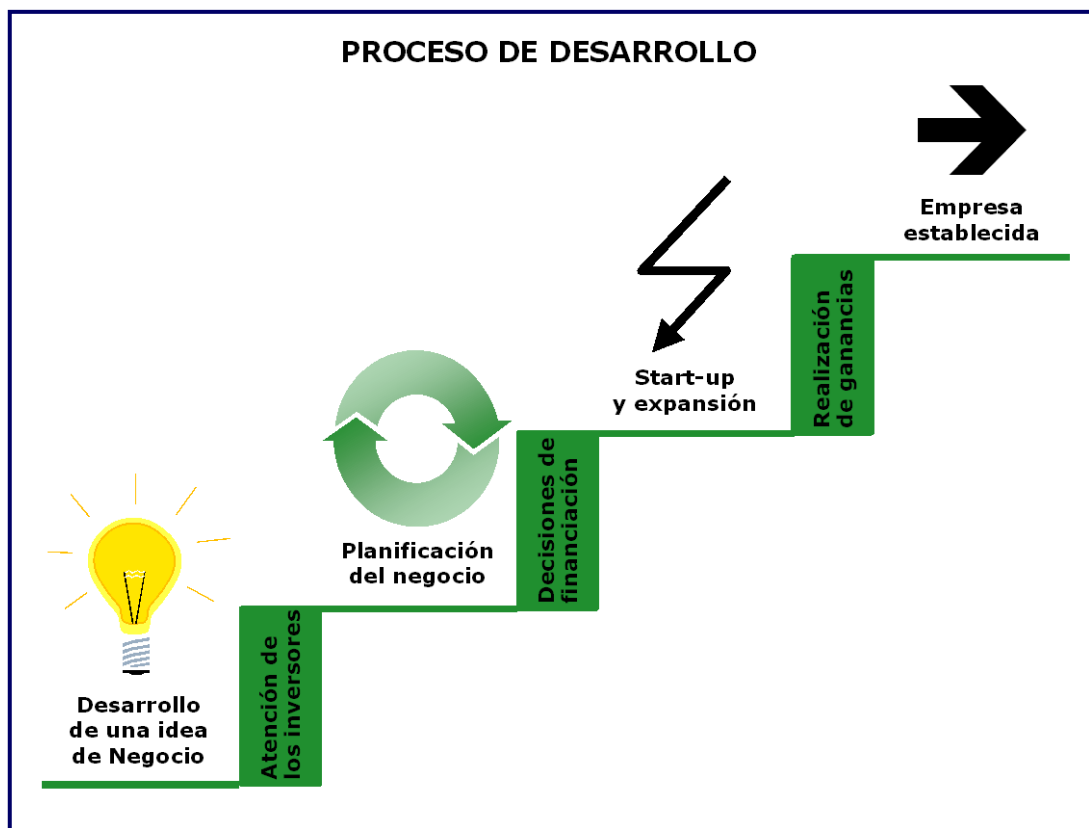 PROCESO DE DESARROLLO
Desarrollo
de una idea
de Negocio
Atención de
los inversores
Planificación
del negocio
Decisiones de
financiación
Start-up
y expansión
Realización
de ganancias
Empresa
establecida